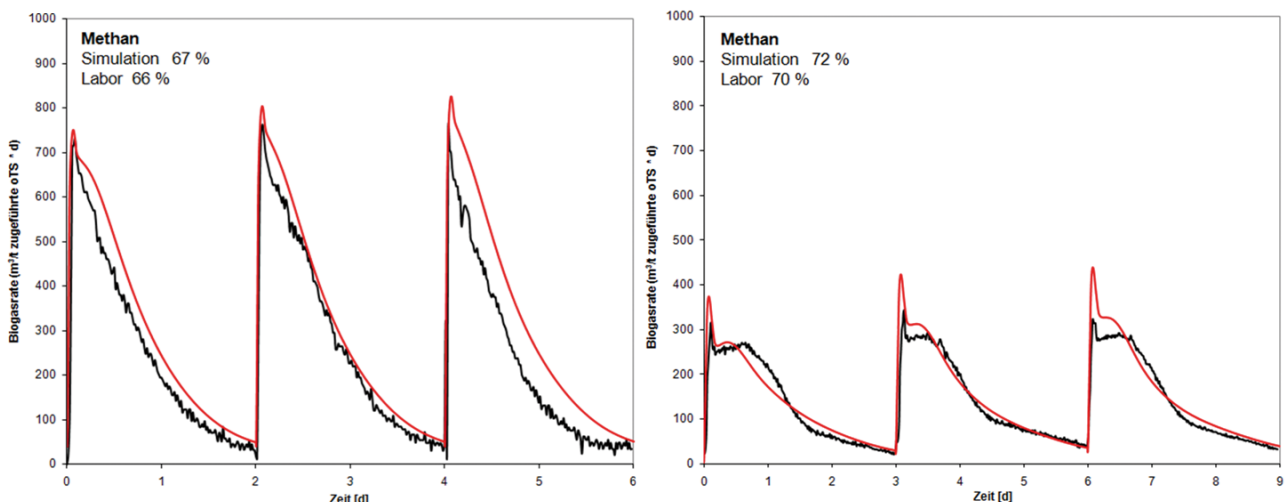 Methan
Simulation 67 %
Labor 66 %
Biogasrate (m³/t zugeführte oTS * d)
1000
900
800
700
600
500
400
300
200
100
0
0 1 2 3 4 5 6
Zeit [d]
Methan
Simulation 72 %
Labor 70 %
Biogasrate (m³/t zugeführte oTS * d)
1000
900
800
700
600
500
400
300
200
100
0
0 1 2 3 4 5 6 7 8 9
Zeit [d]